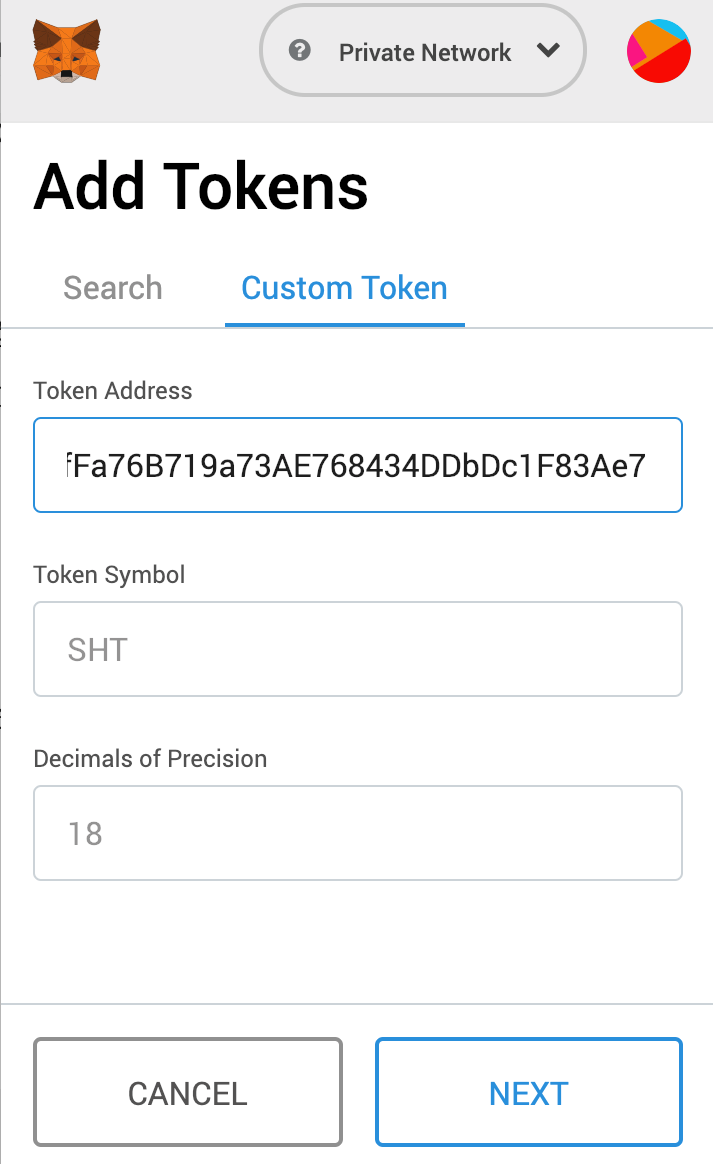 Private Network
Add Tokens
Search Custom Token
Token Address
fFa76B719a73AE768434DDbDc1F83Ae7
Token Symbol
SHT
Decimals of Precision
18
CANCEL NEXT